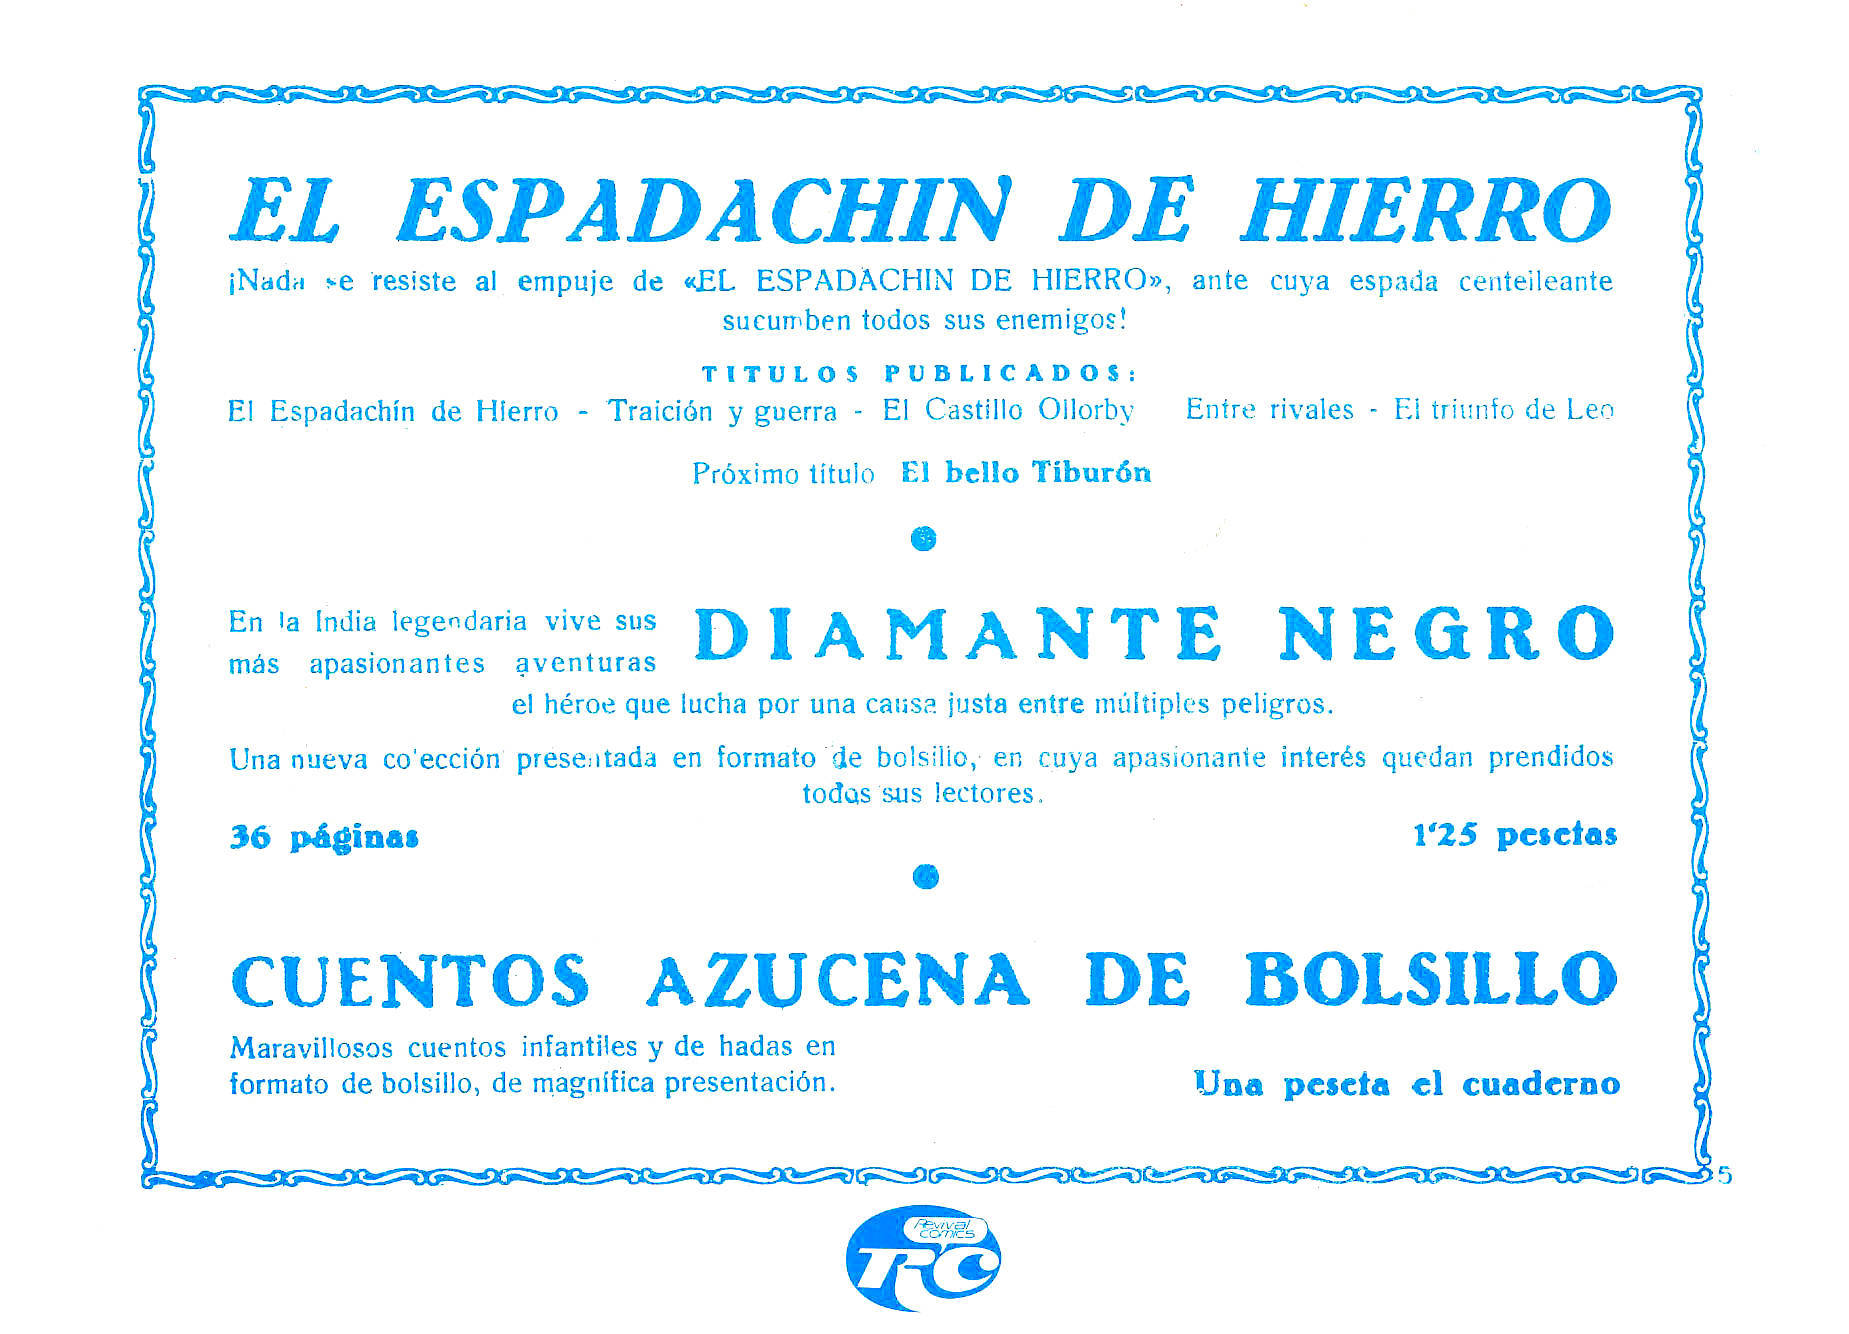 EL ESPADACHIN DE HIERRO
¡Nada se resiste al empuje de «EL ESPADACHIN DE HIERRO», ante cuya espada centelleante
sucumben todos sus enemigos!
TITULOS PUBLICADOS:
El Espadachín de Hierro - Traición y guerra - El Castillo Ollorby Entre rivales - El triunfo de Leo
Próximo título El bello Tiburón
En la India legendaria vive sus
más apasionantes aventuras
DIAMANTE NEGRO
el héroe que lucha por una causa justa entre múltiples peligros.
Una nueva colección presentada en formato de bolsillo, en cuya apasionante interés quedan prendidos
todos sus lectores.
36 páginas
1'25 pesetas
CUENTOS AZUCENA DE BOLSILLO
Maravillosos cuentos infantiles y de hadas en
formato de bolsillo, de magnífica presentación.
Una peseta el cuaderno
5
Revival
comics